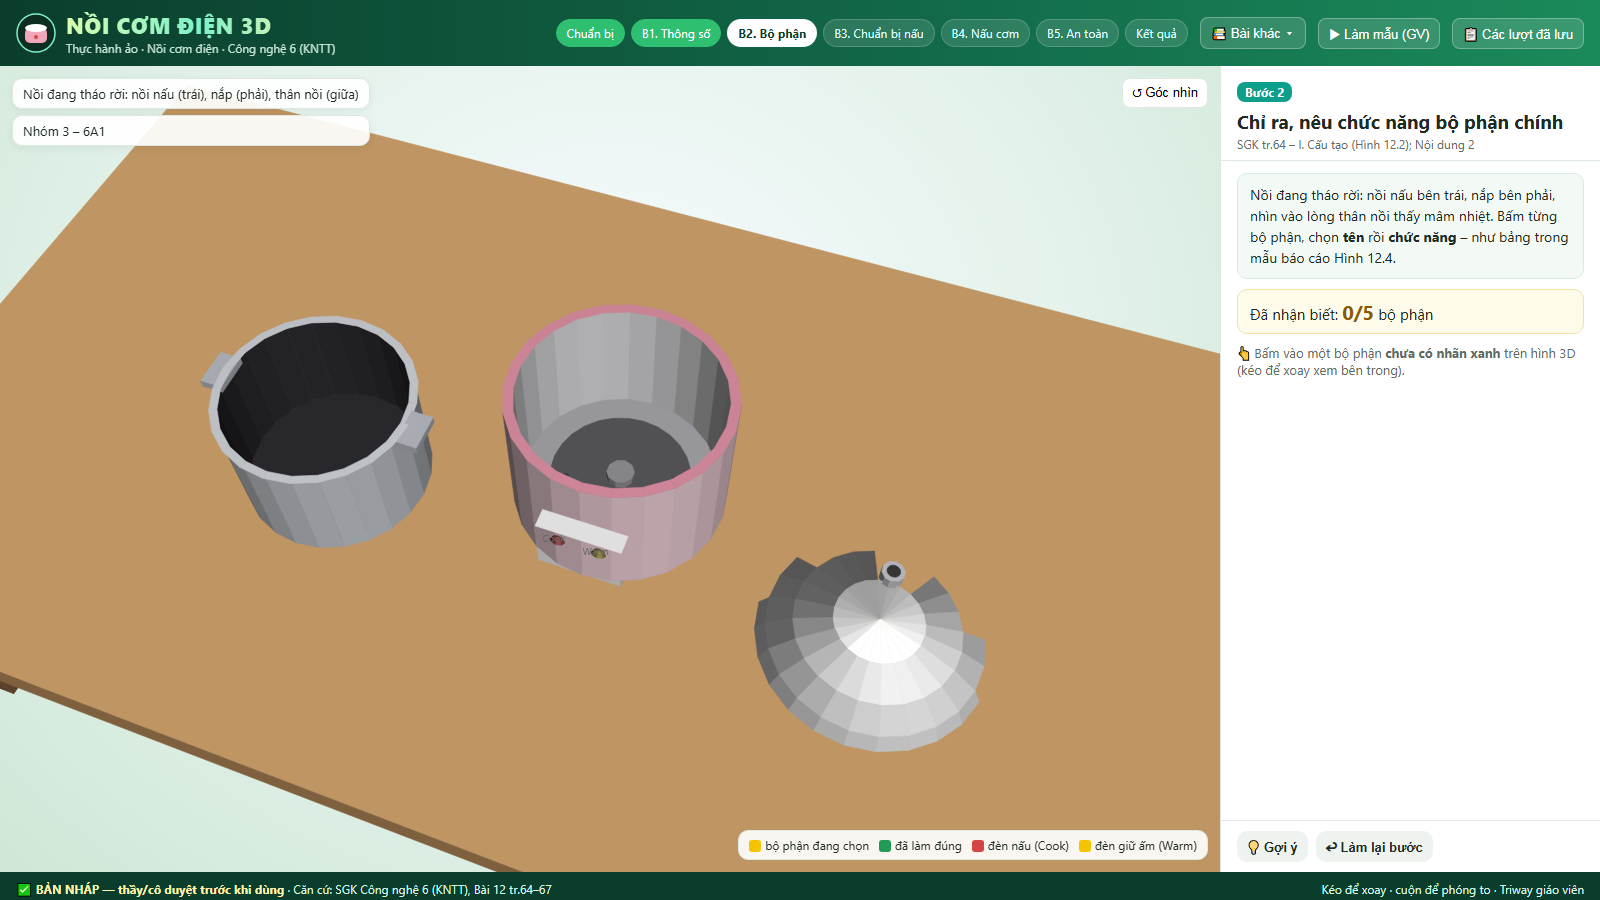 NỒI CƠM ĐIỆN 3D
Thực hành ảo · Nồi cơm điện · Công nghệ 6 (KNTT)
Chuẩn bị
B1. Thông số
B2. Bộ phận
B3. Chuẩn bị nấu
B4. Nấu cơm
B5. An toàn
Kết quả
Bài khác
Làm mẫu (GV)
Các lượt đã lưu
Nồi đang tháo rời: nồi nấu (trái), nắp (phải), thân nồi (giữa)
Nhóm 3 – 6A1
Góc nhìn
bộ phận đang chọn
đã làm đúng
đèn nấu (Cook)
đèn giữ ấm (Warm)
Bước 2
Chỉ ra, nêu chức năng bộ phận chính
SGK tr.64 – I. Cấu tạo (Hình 12.2); Nội dung 2
Nồi đang tháo rời: nồi nấu bên trái, nắp bên phải,
nhìn vào lòng thân nồi thấy mâm nhiệt. Bấm từng
bộ phận, chọn tên rồi chức năng – như bảng trong
mẫu báo cáo Hình 12.4.
Đã nhận biết: 0/5 bộ phận
Bấm vào một bộ phận chưa có nhãn xanh trên hình 3D
(kéo để xoay xem bên trong).
Gợi ý
Làm lại bước
BẢN NHÁP — thầy/cô duyệt trước khi dùng · Căn cứ: SGK Công nghệ 6 (KNTT), Bài 12 tr.64–67
Kéo để xoay · cuộn để phóng to · Triway giáo viên